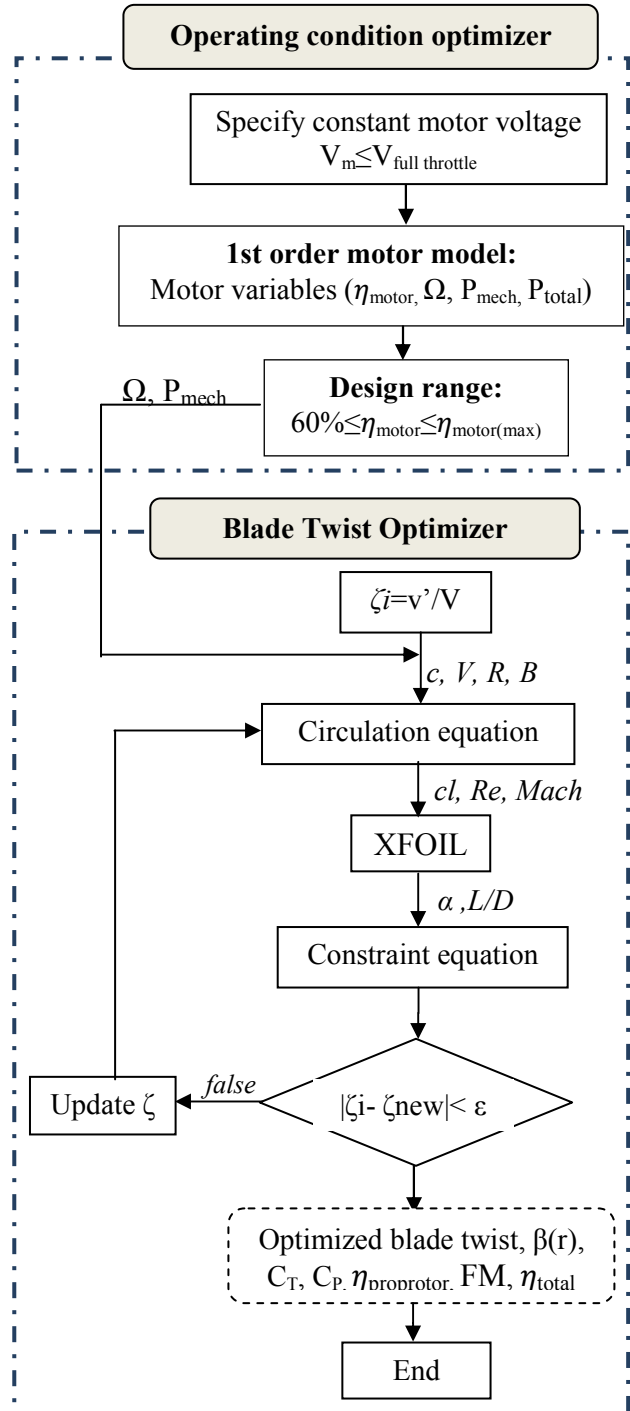 Operating condition optimizer
Specify constant motor voltage
Vm≤Vfull throttle
1st order motor model:
Motor variables (ηmotor, Ω, Pmech, Ptotal)
Design range:
60%≤ηmotor≤ηmotor(max)
Ω, Pmech
Blade Twist Optimizer
ζi=v’/V
c, V, R, B
Circulation equation
cl, Re, Mach
XFOIL
α ,L/D
Constraint equation
|ζi- ζnew|< ε
false
Update ζ
Optimized blade twist, β(r),
CT, CP, ηproprotor, FM, ηtotal
End